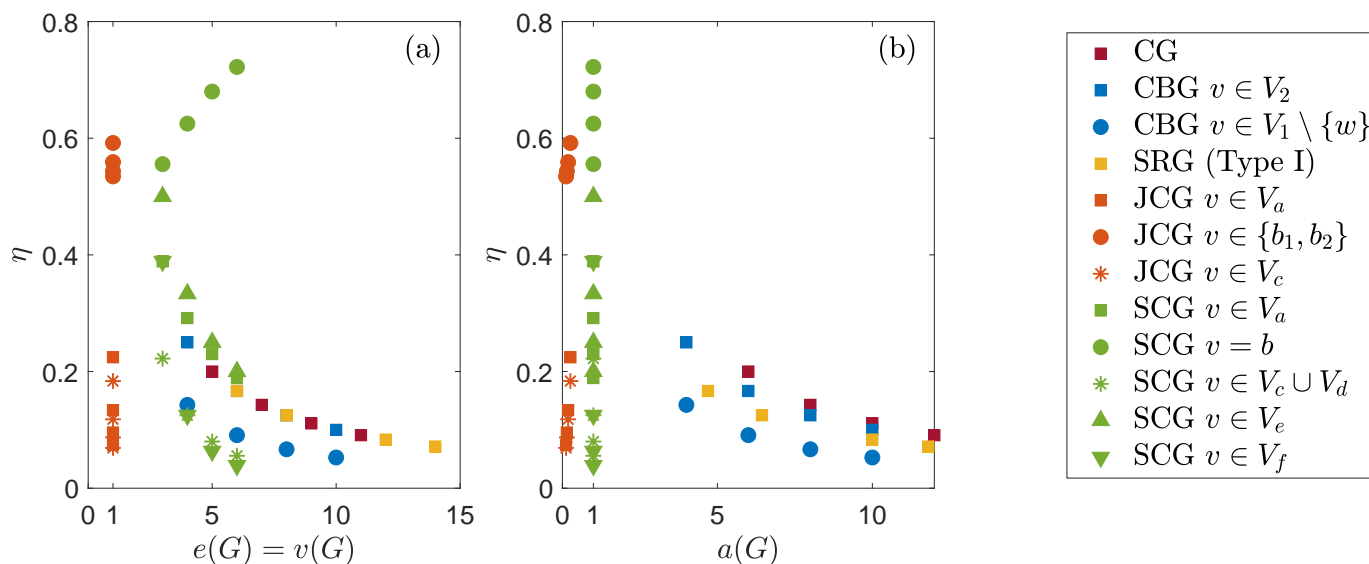 (a)
0.8
0.6
0.4
0.2
0
η
0 1 5 10 15
e(G) = v(G)
(b)
0.8
0.6
0.4
0.2
0
η
0 1 5 10
a(G)
CG
CBG v ∈ V₂
CBG v ∈ V₁ \ {w}
SRG (Type I)
JCG v ∈ Vₐ
JCG v ∈ {b₁, b₂}
JCG v ∈ V_c
SCG v ∈ Vₐ
SCG v = b
SCG v ∈ V_c ∪ V_d
SCG v ∈ Vₑ
SCG v ∈ V_f